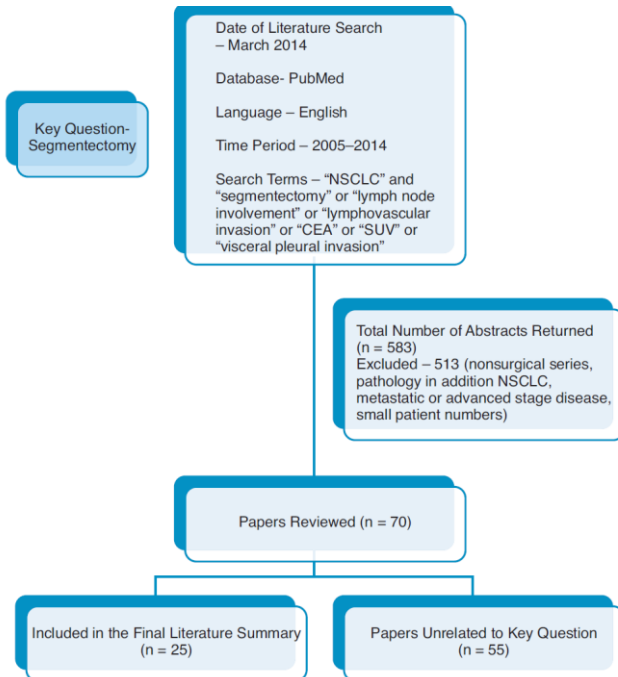 Date of Literature Search
– March 2014
Database- PubMed
Language – English
Time Period – 2005–2014
Search Terms – “NSCLC” and
“segmentectomy” or “lymph node
involvement” or “lymphovascular
invasion” or “CEA” or “SUV” or
“visceral pleural invasion”
Key Question-
Segmentectomy
Total Number of Abstracts Returned
(n = 583)
Excluded – 513 (nonsurgical series,
pathology in addition NSCLC,
metastatic or advanced stage disease,
small patient numbers)
Papers Reviewed (n = 70)
Included in the Final Literature Summary
(n = 25)
Papers Unrelated to Key Question
(n = 55)